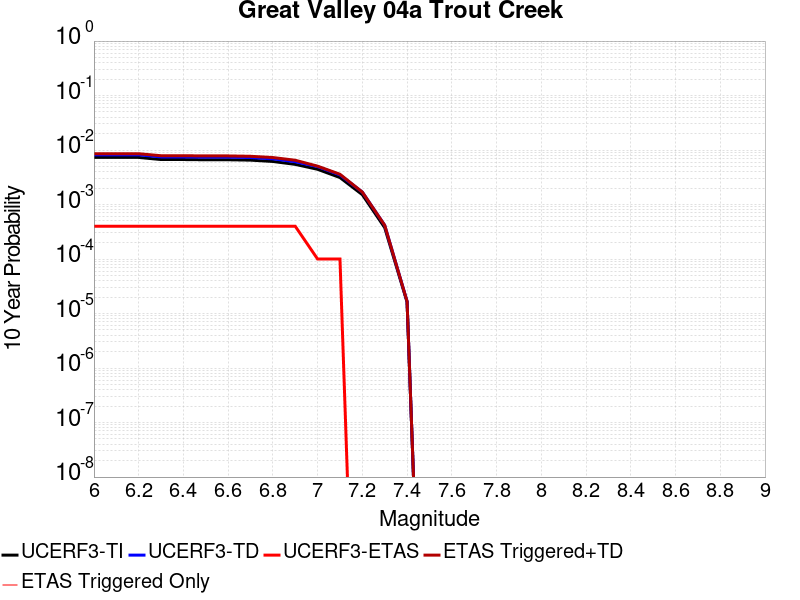 Great Valley 04a Trout Creek
10^0
10^-1
10^-2
10^-3
10^-4
10^-5
10^-6
10^-7
10^-8
10 Year Probability
6 6.2 6.4 6.6 6.8 7 7.2 7.4 7.6 7.8 8 8.2 8.4 8.6 8.8 9
Magnitude
UCERF3-TI UCERF3-TD UCERF3-ETAS ETAS Triggered+TD
ETAS Triggered Only